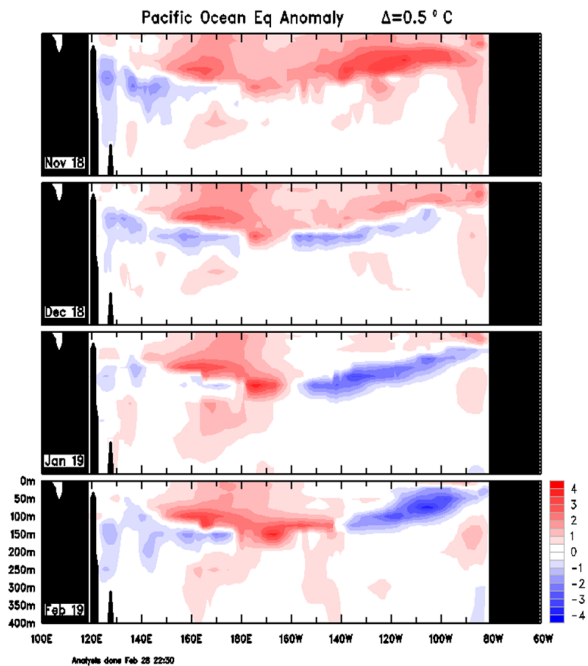 Pacific Ocean Eq Anomaly Δ=0.5 °C
Nov 18
Dec 18
Jan 19
0m
50m
100m
150m
200m
250m
300m
350m
400m
Feb 19
4
3
2
1
0
-1
-2
-3
-4
100E 120E 140E 160E 180E 160W 140W 120W 100W 80W 60W
Analysis done Feb 28 22:30